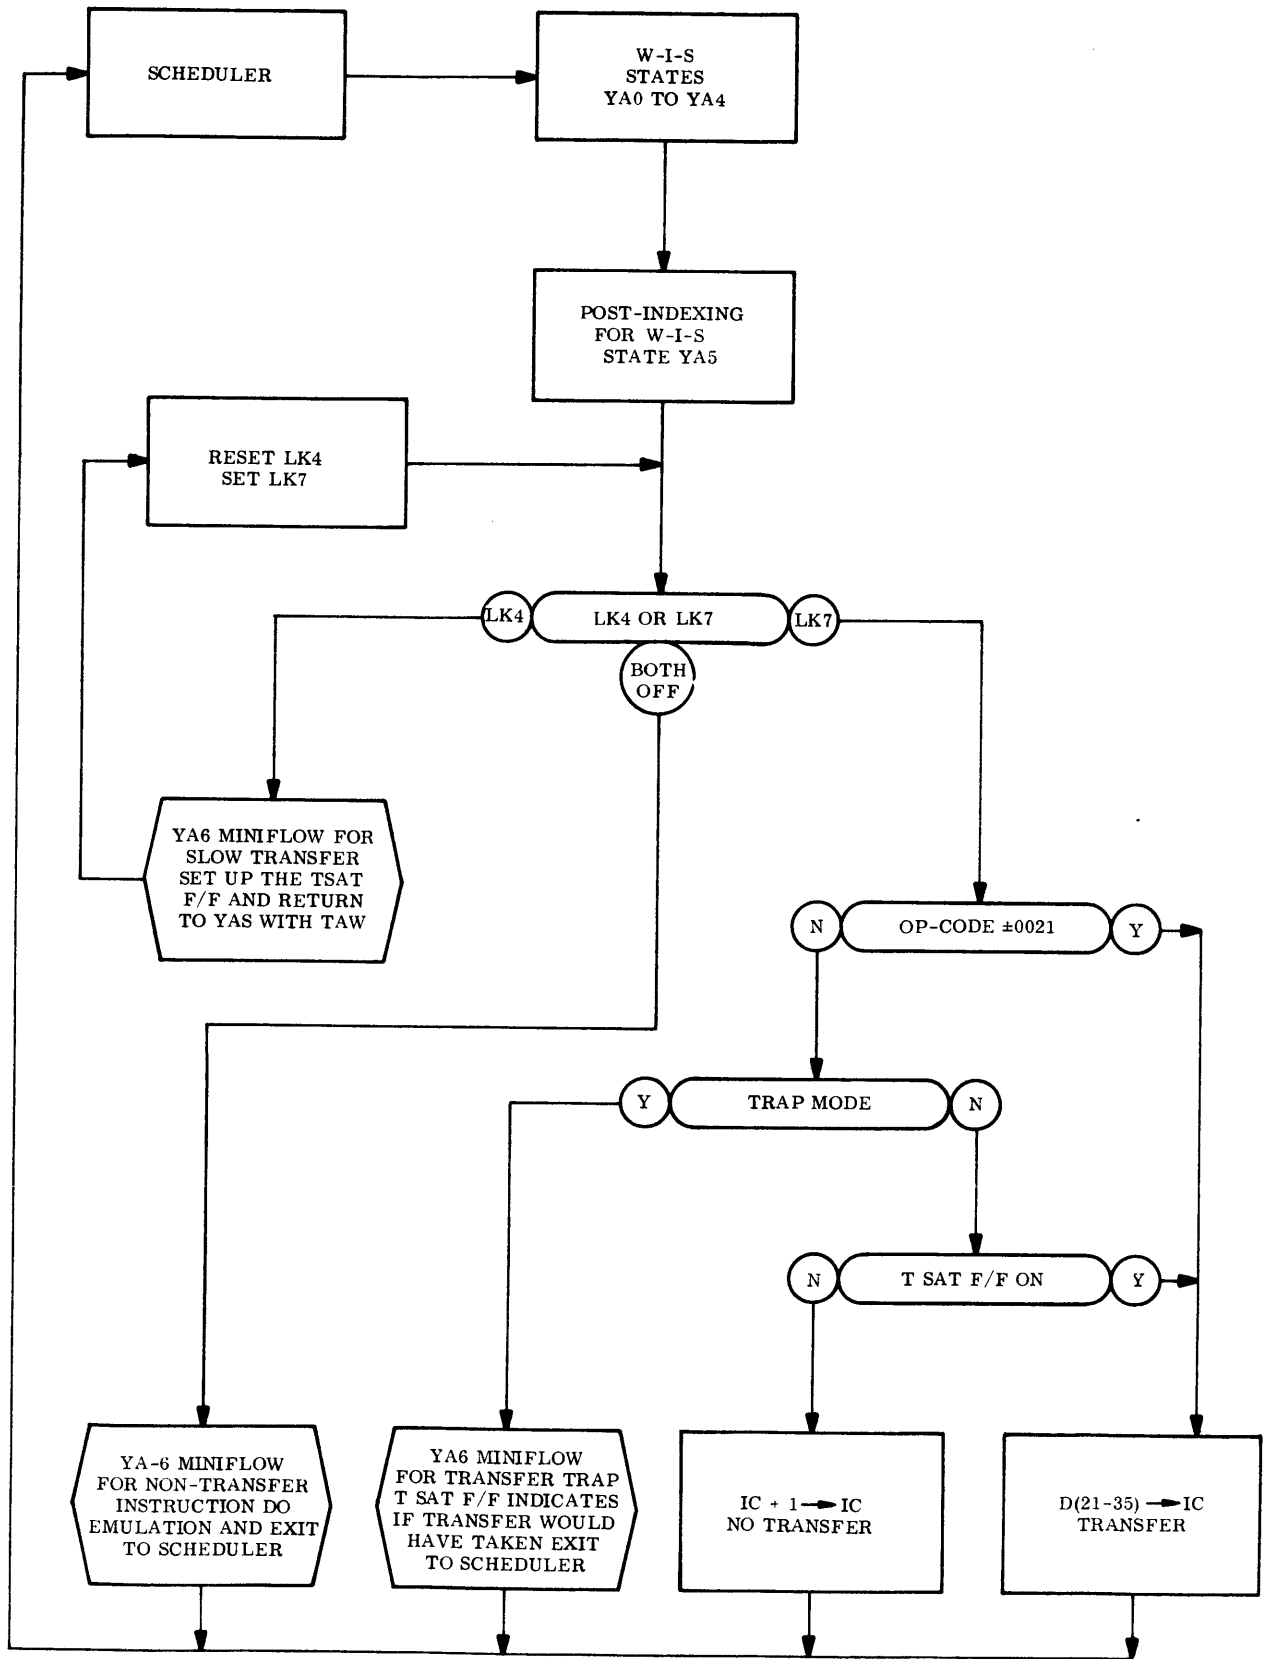 SCHEDULER
W-I-S
STATES
YA0 TO YA4
POST-INDEXING
FOR W-I-S
STATE YA5
RESET LK4
SET LK7
LK4
LK4 OR LK7
LK7
BOTH
OFF
YA6 MINIFLOW FOR
SLOW TRANSFER
SET UP THE TSAT
F/F AND RETURN
TO YAS WITH TAW
N
OP-CODE ±0021
Y
Y
TRAP MODE
N
N
T SAT F/F ON
Y
YA-6 MINIFLOW
FOR NON-TRANSFER
INSTRUCTION DO
EMULATION AND EXIT
TO SCHEDULER
YA6 MINIFLOW
FOR TRANSFER TRAP
T SAT F/F INDICATES
IF TRANSFER WOULD
HAVE TAKEN EXIT
TO SCHEDULER
IC + 1 → IC
NO TRANSFER
D(21-35) → IC
TRANSFER